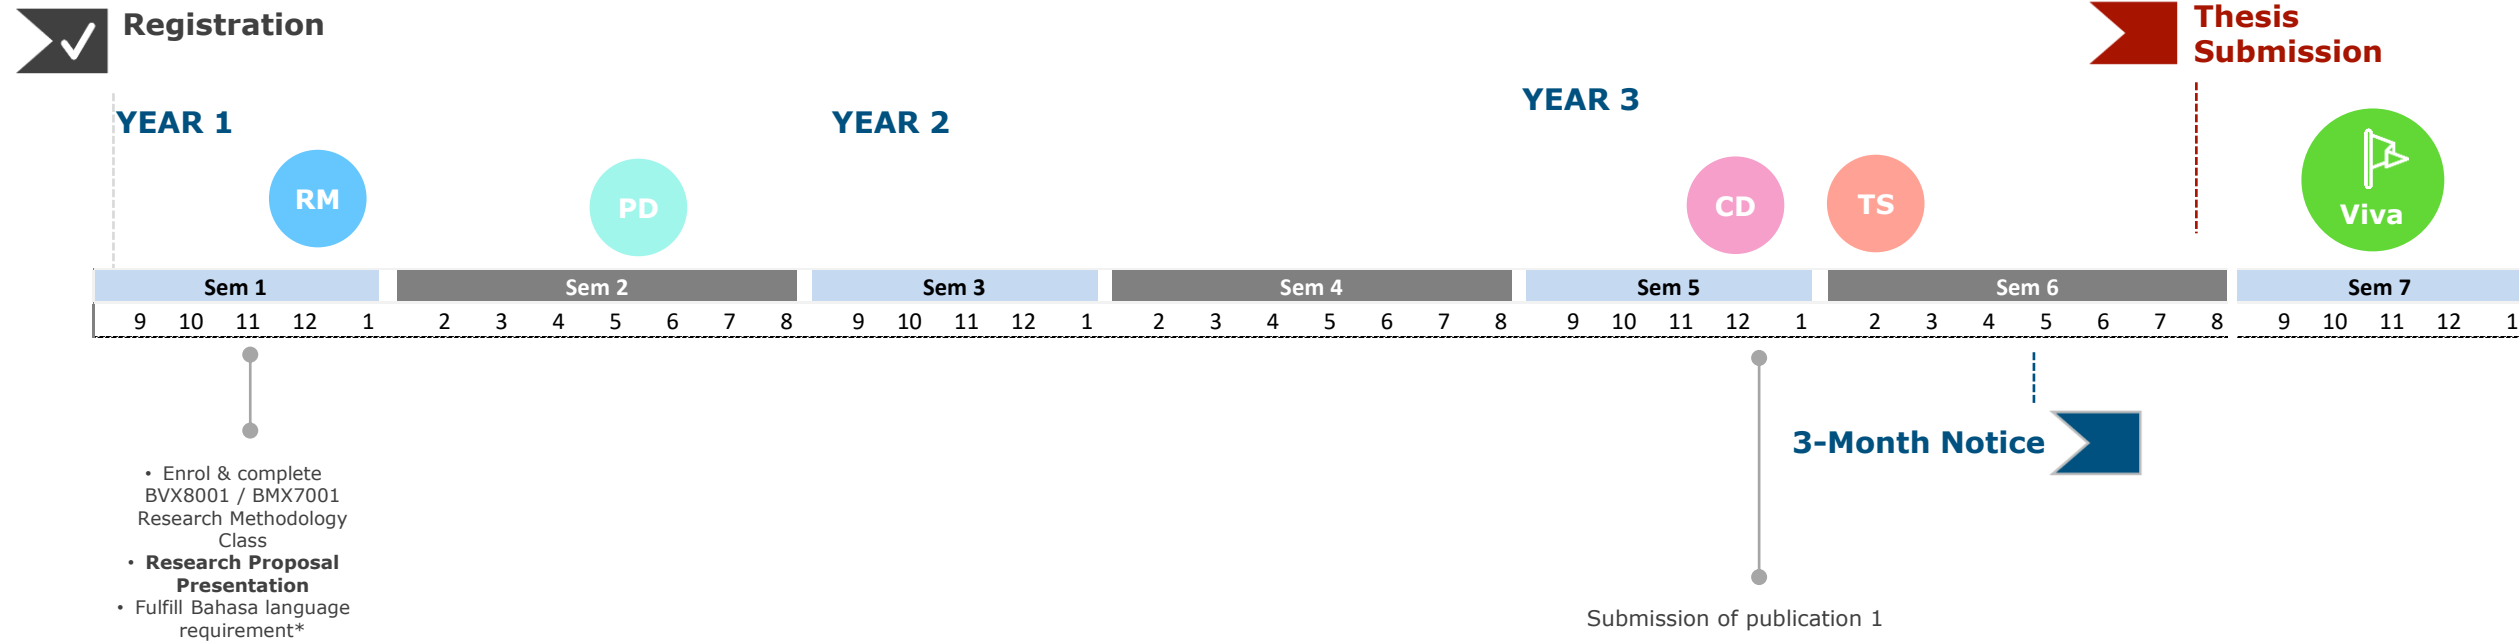 Registration
Thesis
Submission
YEAR 1
YEAR 2
YEAR 3
RM
PD
CD
TS
Viva
Sem 1 Sem 2 Sem 3 Sem 4 Sem 5 Sem 6 Sem 7
9 10 11 12 1 2 3 4 5 6 7 8 9 10 11 12 1 2 3 4 5 6 7 8 9 10 11 12 1 2 3 4 5 6 7 8 9 10 11 12 1
3-Month Notice
• Enrol & complete
BVX8001 / BMX7001
Research Methodology
Class
• Research Proposal
Presentation
• Fulfill Bahasa language
requirement*
Submission of publication 1